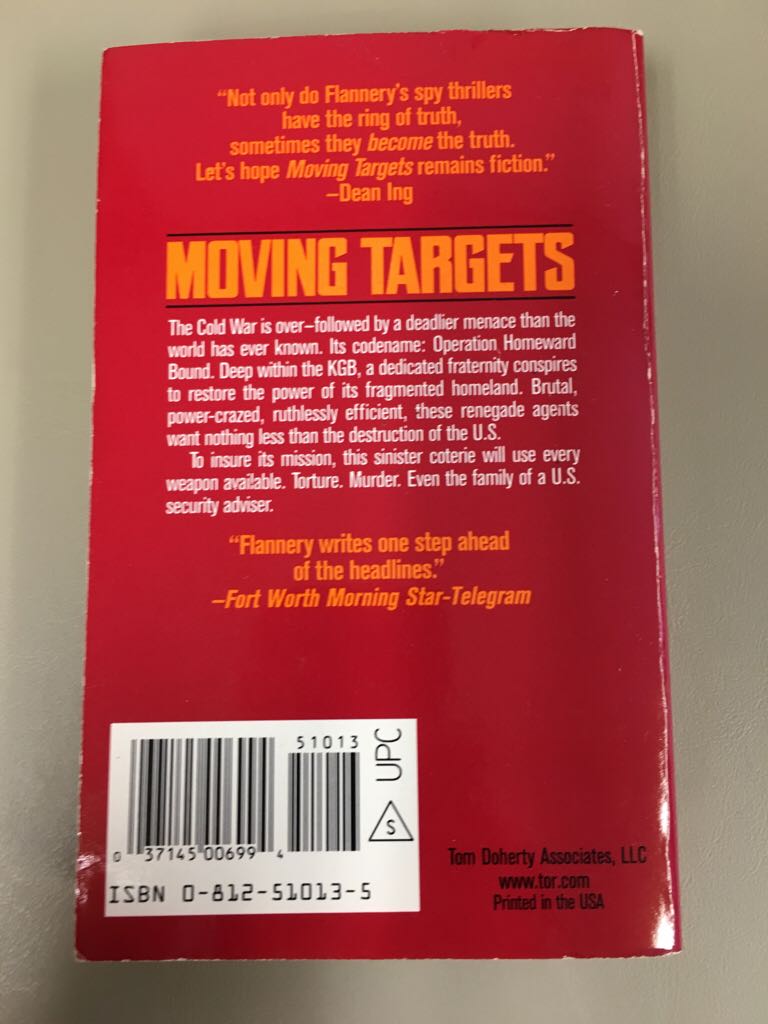 “Not only do Flannery's spy thrillers
have the ring of truth,
sometimes they become the truth.
Let's hope Moving Targets remains fiction.”
–Dean Ing
MOVING TARGETS
The Cold War is over–followed by a deadlier menace than the
world has ever known. Its codename: Operation Homeward
Bound. Deep within the KGB, a dedicated fraternity conspires
to restore the power of its fragmented homeland. Brutal,
power-crazed, ruthlessly efficient, these renegade agents
want nothing less than the destruction of the U.S.
To insure its mission, this sinister coterie will use every
weapon available. Torture. Murder. Even the family of a U.S.
security adviser.
“Flannery writes one step ahead
of the headlines.”
–Fort Worth Morning Star-Telegram
51013
UPC
S
0 37145 00699 4
ISBN 0-812-51013-5
Tom Doherty Associates, LLC
www.tor.com
Printed in the USA